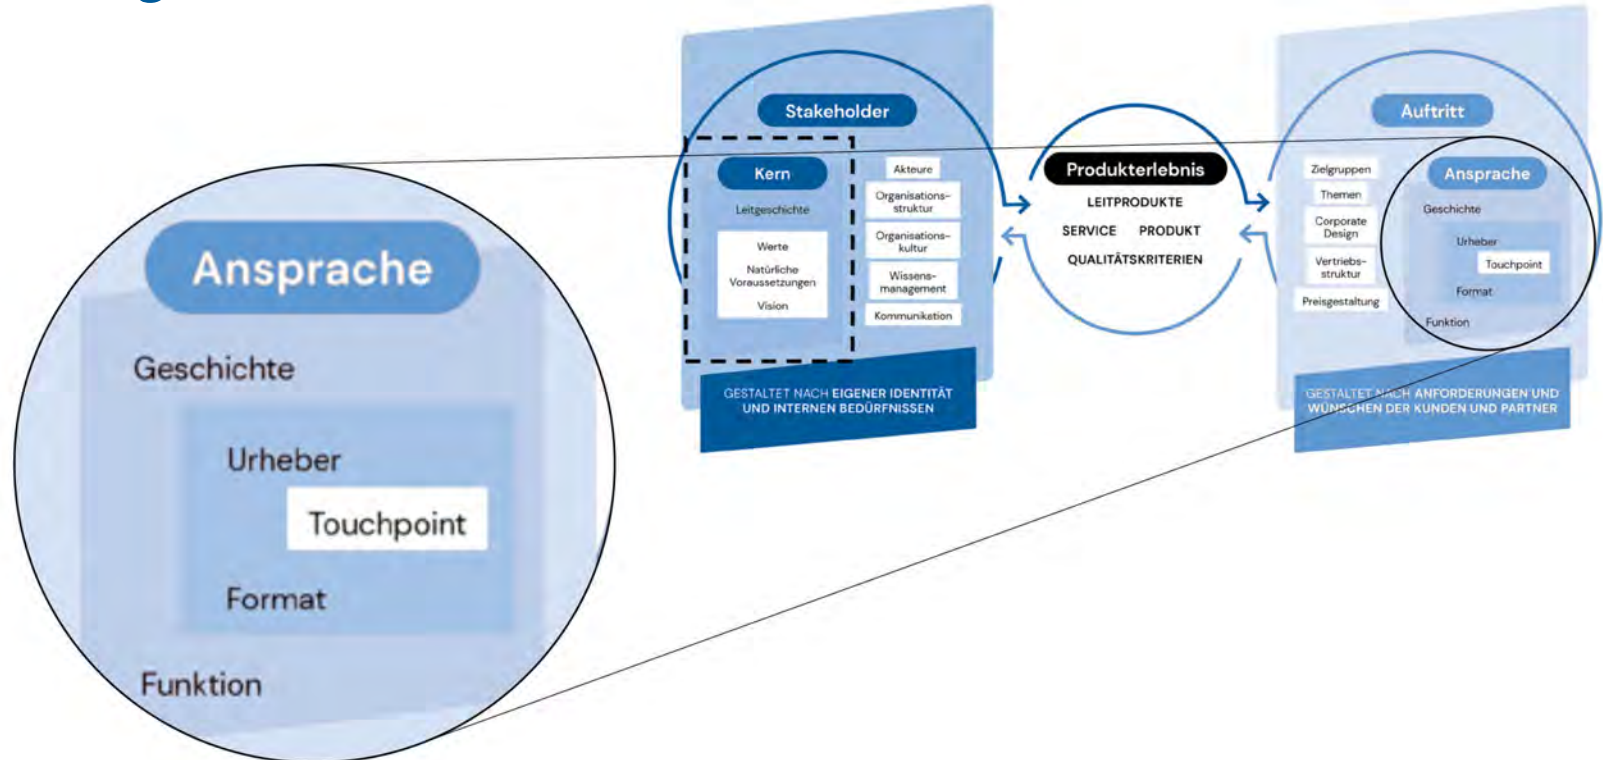 Stakeholder
Kern
Leitgeschichte
Werte
Natürliche
Voraussetzungen
Vision
Akteure
Organisations-
struktur
Organisations-
kultur
Wissens-
management
Kommunikation
GESTALTET NACH EIGENER IDENTITÄT
UND INTERNEN BEDÜRFNISSEN
Produkterlebnis
LEITPRODUKTE
SERVICE PRODUKT
QUALITÄTSKRITERIEN
Auftritt
Zielgruppen
Themen
Corporate
Design
Vertriebs-
struktur
Preisgestaltung
Ansprache
Geschichte
Urheber
Touchpoint
Format
Funktion
GESTALTET NACH ANFORDERUNGEN UND
WÜNSCHEN DER KUNDEN UND PARTNER
Ansprache
Geschichte
Urheber
Touchpoint
Format
Funktion